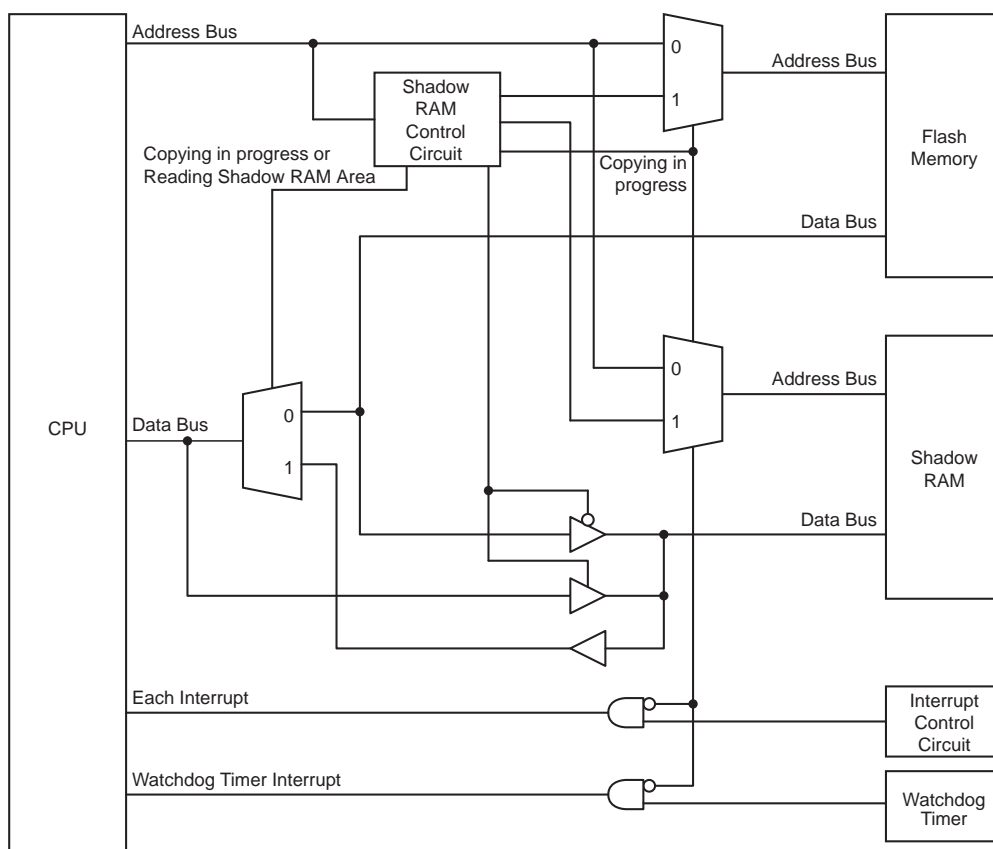 Address Bus
0
Address Bus
Shadow
RAM
Control
Circuit
1
Flash
Memory
Copying in progress or
Reading Shadow RAM Area
Copying in
progress
Data Bus
0
Address Bus
CPU
Data Bus
0
1
1
Shadow
RAM
Data Bus
Each Interrupt
Interrupt
Control
Circuit
Watchdog Timer Interrupt
Watchdog
Timer